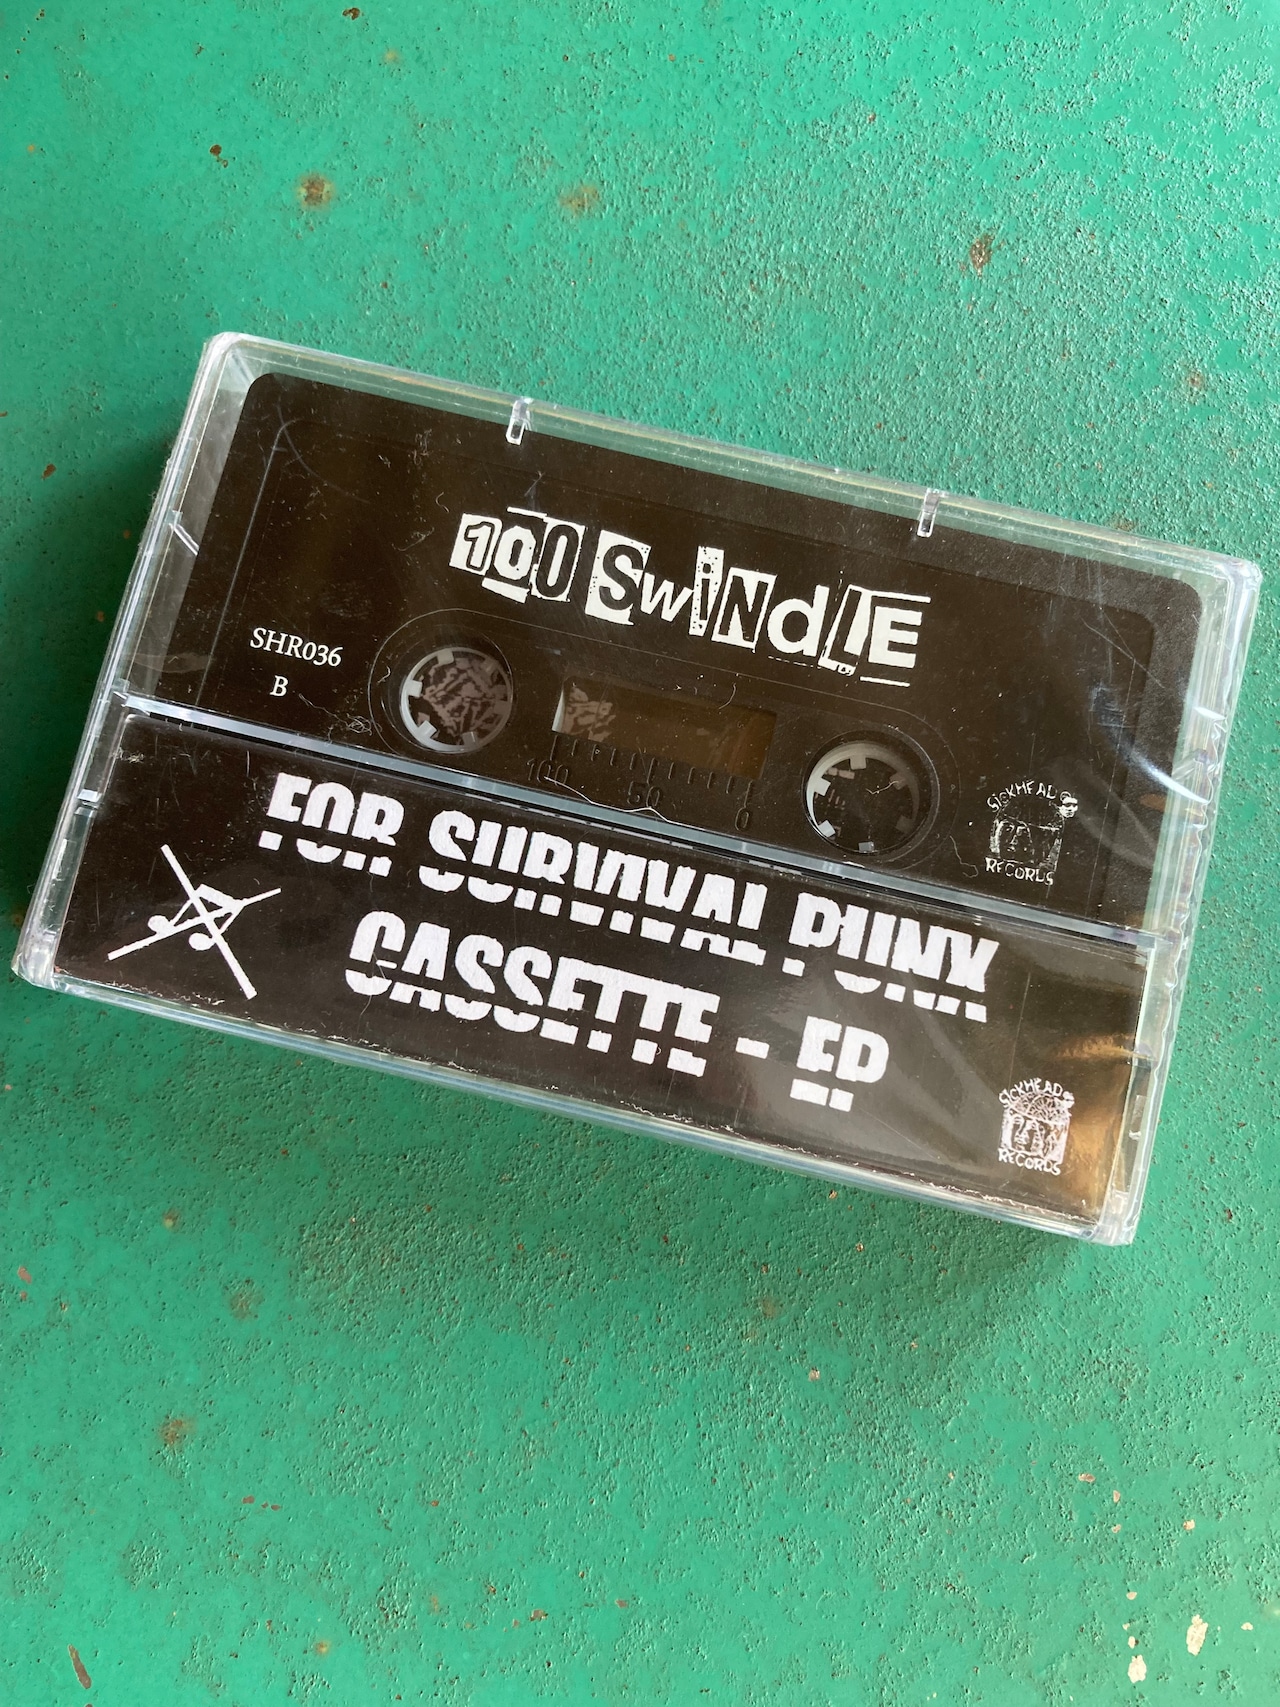 100 SwiNdlE
SHR036
B
100 50 0
SICKHEAD
RECORDS
FOR SURVIVAL PUNX
CASSETTE - EP
SICKHEAD
RECORDS